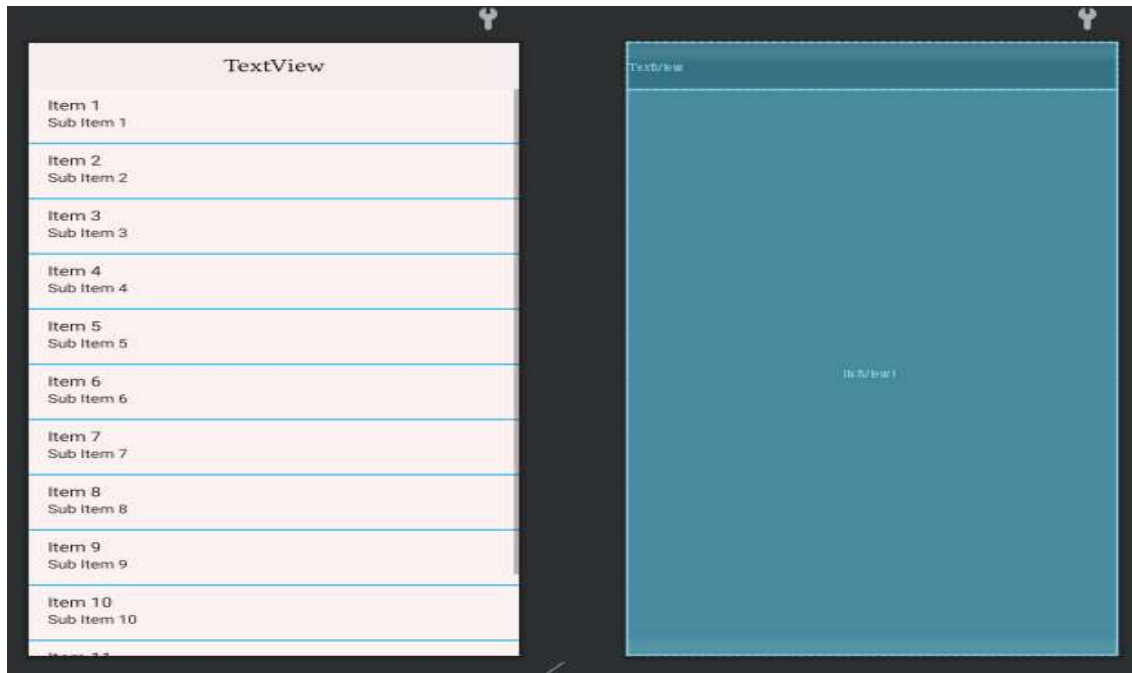 TextView
Item 1
Sub Item 1
Item 2
Sub Item 2
Item 3
Sub Item 3
Item 4
Sub Item 4
Item 5
Sub Item 5
Item 6
Sub Item 6
Item 7
Sub Item 7
Item 8
Sub Item 8
Item 9
Sub Item 9
Item 10
Sub Item 10
TextView